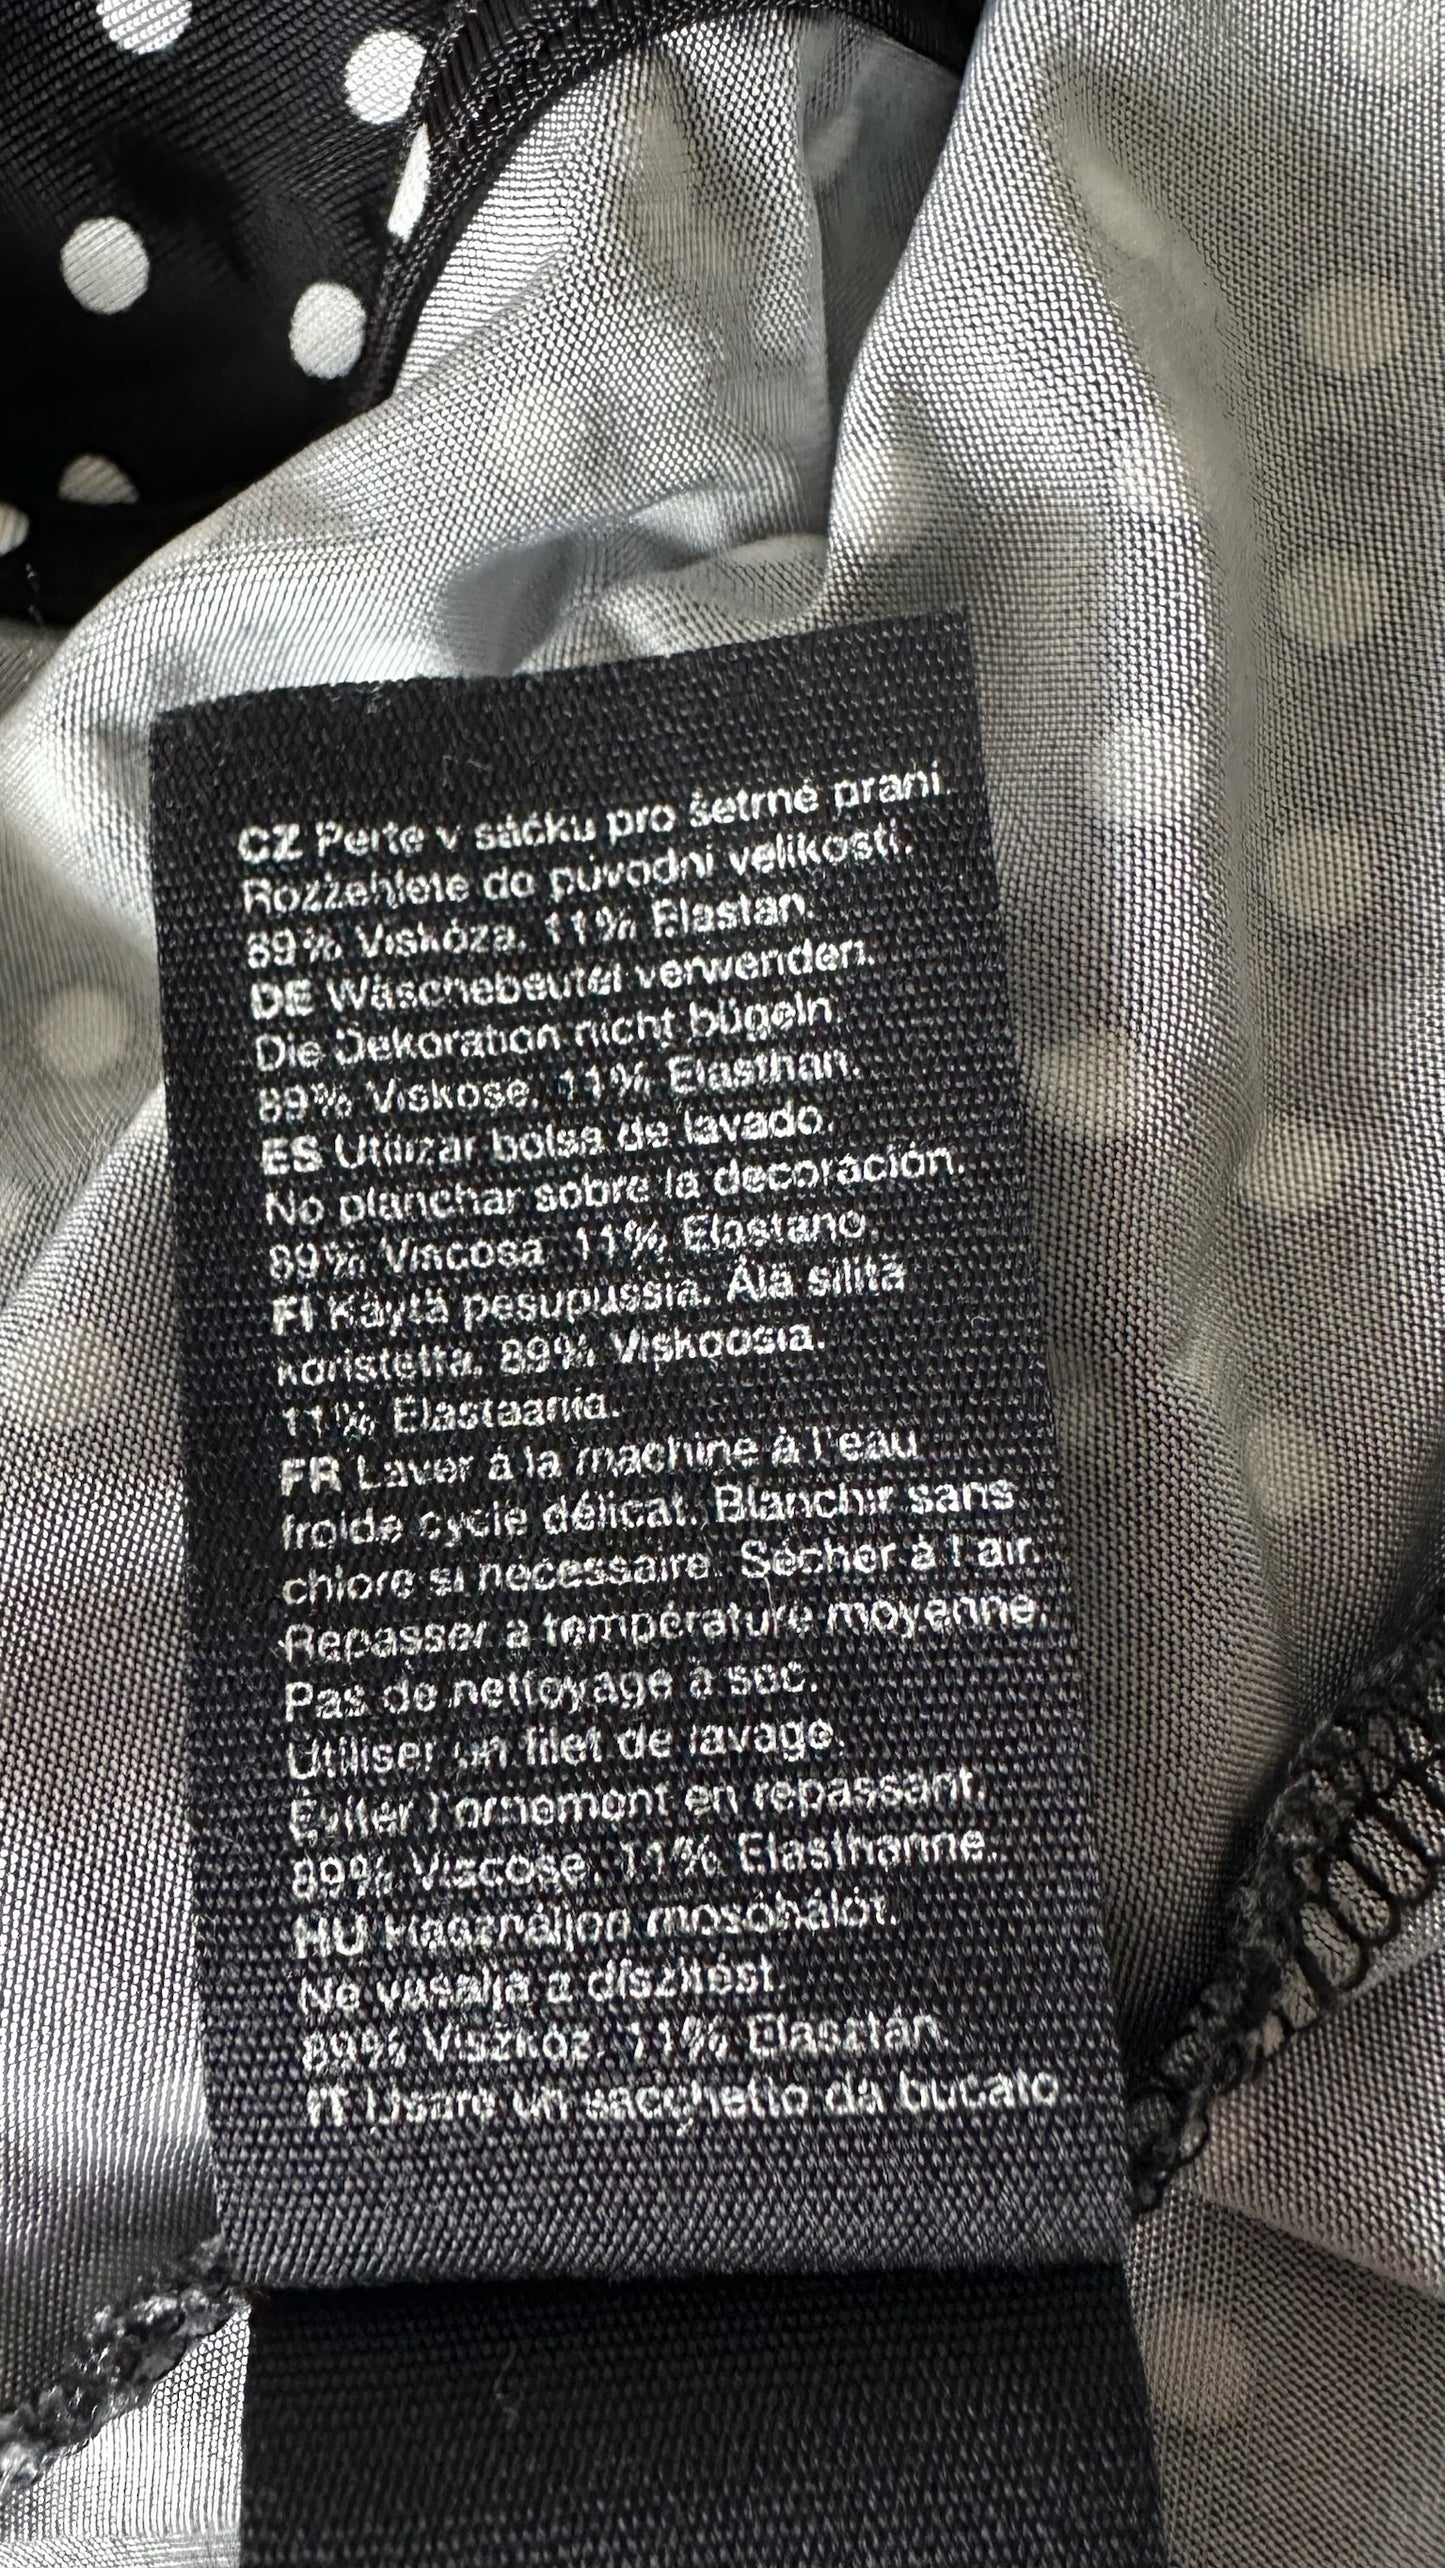 CZ Perte v sáčku pro šetrné praní.
Rozžehlete do původní velikosti.
89% Viskóza. 11% Elastan.
DE Wäschebeutel verwenden.
Die Dekoration nicht bügeln.
89% Viskose. 11% Elasthan.
ES Utilizar bolsa de lavado.
No planchar sobre la decoración.
89% Viscosa. 11% Elastano.
FI Käytä pesupussia. Älä silitä
koristetta. 89% Viskoosia.
11% Elastaania.
FR Laver à la machine à l'eau
froide cycle délicat. Blanchir sans
chlore si nécessaire. Sécher à l'air.
Repasser à température moyenne.
Pas de nettoyage à sec.
Utiliser un filet de lavage.
Éviter l'ornement en repassant.
89% Viscose. 11% Elasthanne.
HU Használjon mosóhálót.
Ne vasalja a díszítést.
89% Viszkóz. 11% Elasztán.
IT Usare un sacchetto da bucato.